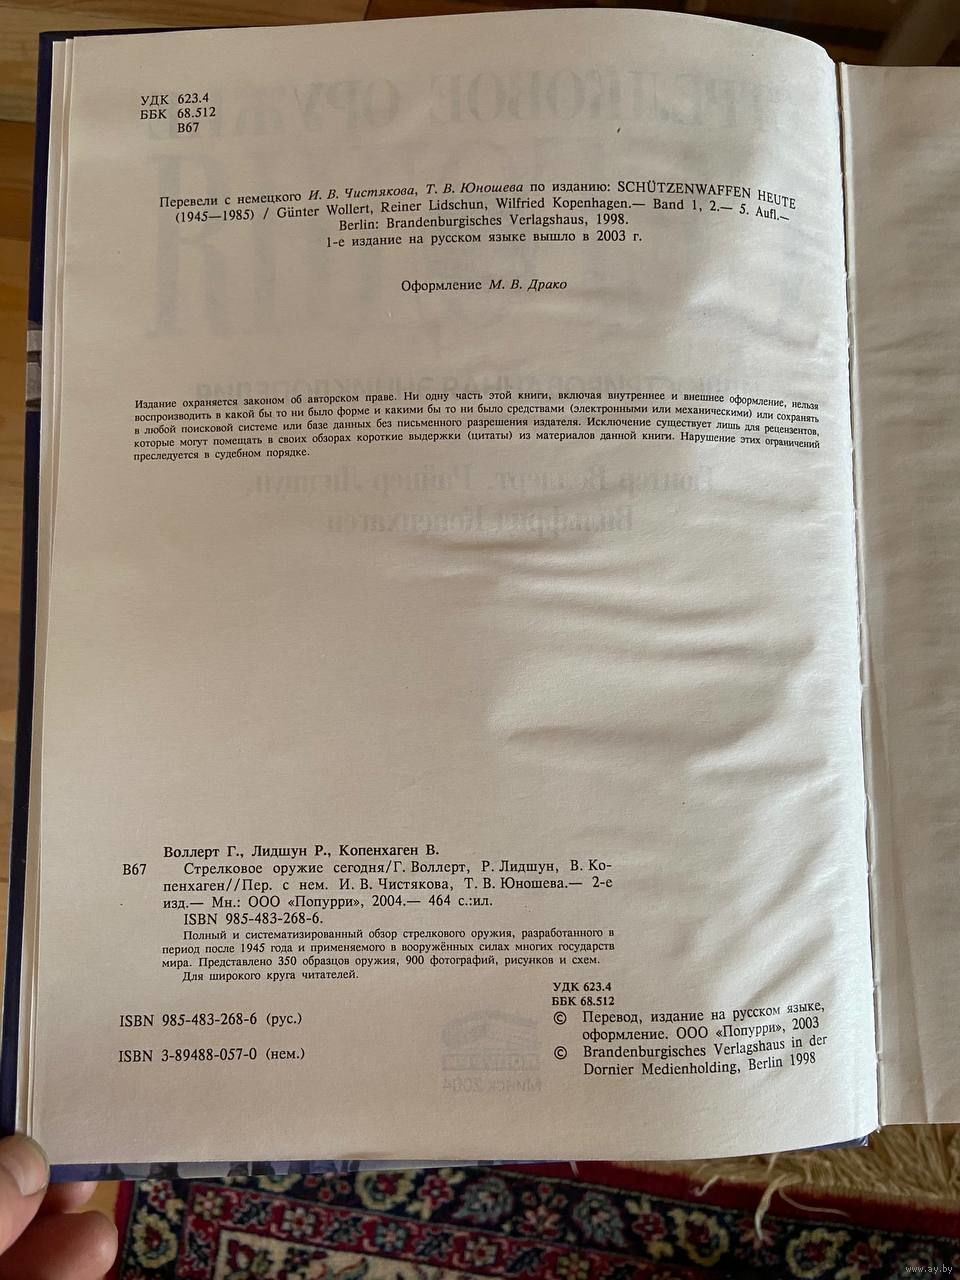 УДК 623.4
ББК 68.512
В67
Перевели с немецкого И. В. Чистякова, Т. В. Юношева по изданию: SCHÜTZENWAFFEN HEUTE
(1945—1985) / Günter Wollert, Reiner Lidschun, Wilfried Kopenhagen.— Band 1, 2.— 5. Aufl.—
Berlin: Brandenburgisches Verlagshaus, 1998.
1-е издание на русском языке вышло в 2003 г.
Оформление М. В. Драко
Издание охраняется законом об авторском праве. Ни одну часть этой книги, включая внутреннее и внешнее оформление, нельзя
воспроизводить в какой бы то ни было форме и какими бы то ни было средствами (электронными или механическими) или сохранять
в любой поисковой системе или базе данных без письменного разрешения издателя. Исключение существует лишь для рецензентов,
которые могут помещать в своих обзорах короткие выдержки (цитаты) из материалов данной книги. Нарушение этих ограничений
преследуется в судебном порядке.
Воллерт Г., Лидшун Р., Копенхаген В.
В67 Стрелковое оружие сегодня/Г. Воллерт, Р. Лидшун, В. Ко-
пенхаген//Пер. с нем. И. В. Чистякова, Т. В. Юношева.— 2-е
изд.— Мн.: ООО «Попурри», 2004.— 464 с.:ил.
ISBN 985-483-268-6.
Полный и систематизированный обзор стрелкового оружия, разработанного в
период после 1945 года и применяемого в вооружённых силах многих государств
мира. Представлено 350 образцов оружия, 900 фотографий, рисунков и схем.
Для широкого круга читателей.
УДК 623.4
ББК 68.512
ISBN 985-483-268-6 (рус.)
ISBN 3-89488-057-0 (нем.)
© Перевод, издание на русском языке,
оформление. ООО «Попурри», 2003
© Brandenburgisches Verlagshaus in der
Dornier Medienholding, Berlin 1998
www.ay.by